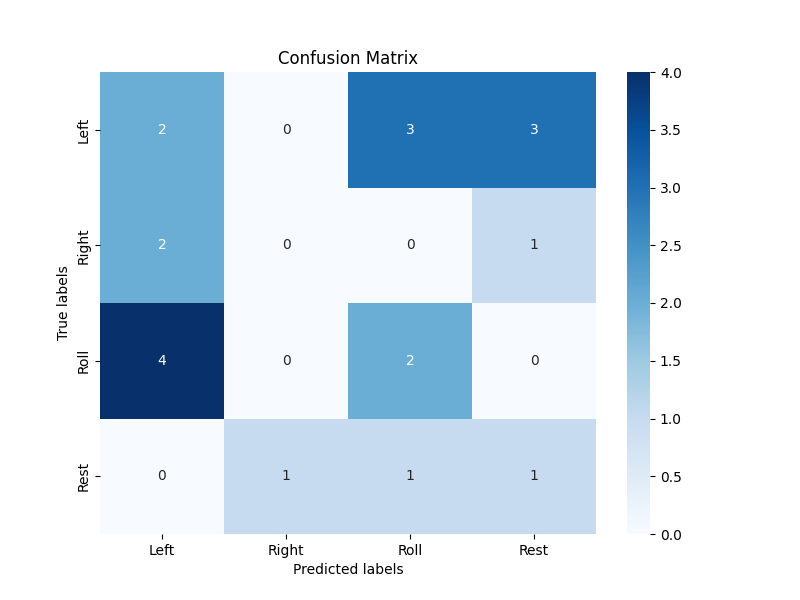 Confusion Matrix
True labels
Left
2 0 3 3
Right
2 0 0 1
Roll
4 0 2 0
Rest
0 1 1 1
Left Right Roll Rest
Predicted labels
4.0
3.5
3.0
2.5
2.0
1.5
1.0
0.5
0.0